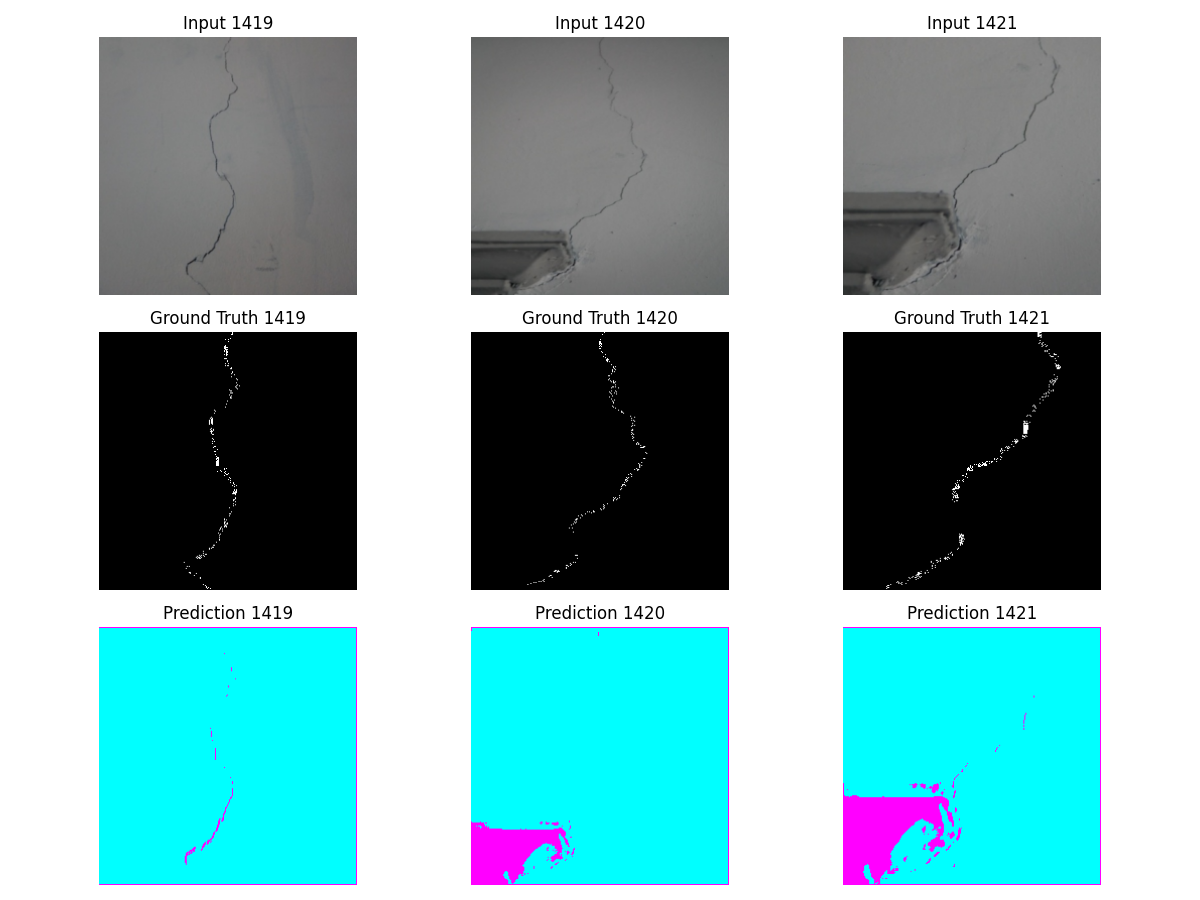 Input 1419
Input 1420
Input 1421
Ground Truth 1419
Ground Truth 1420
Ground Truth 1421
Prediction 1419
Prediction 1420
Prediction 1421